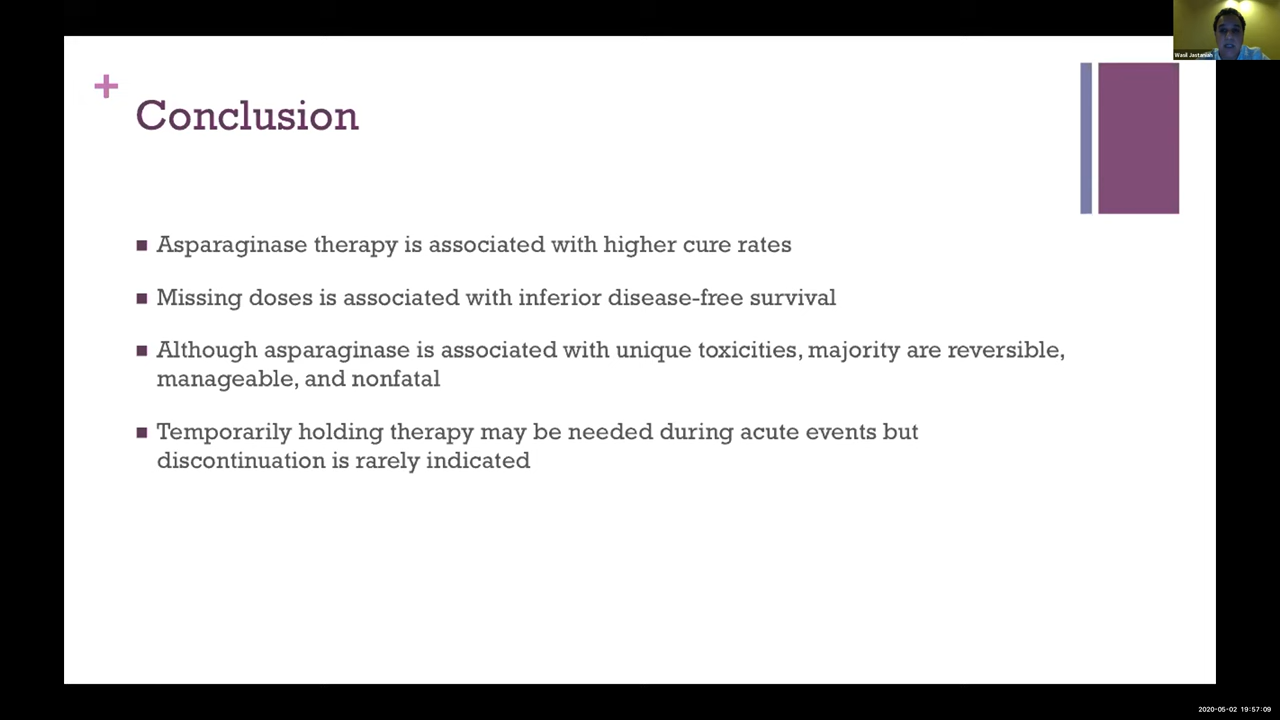 Wasil Jastaniah
+
Conclusion
■ Asparaginase therapy is associated with higher cure rates
■ Missing doses is associated with inferior disease-free survival
■ Although asparaginase is associated with unique toxicities, majority are reversible,
manageable, and nonfatal
■ Temporarily holding therapy may be needed during acute events but
discontinuation is rarely indicated
2020-05-02 19:57:09